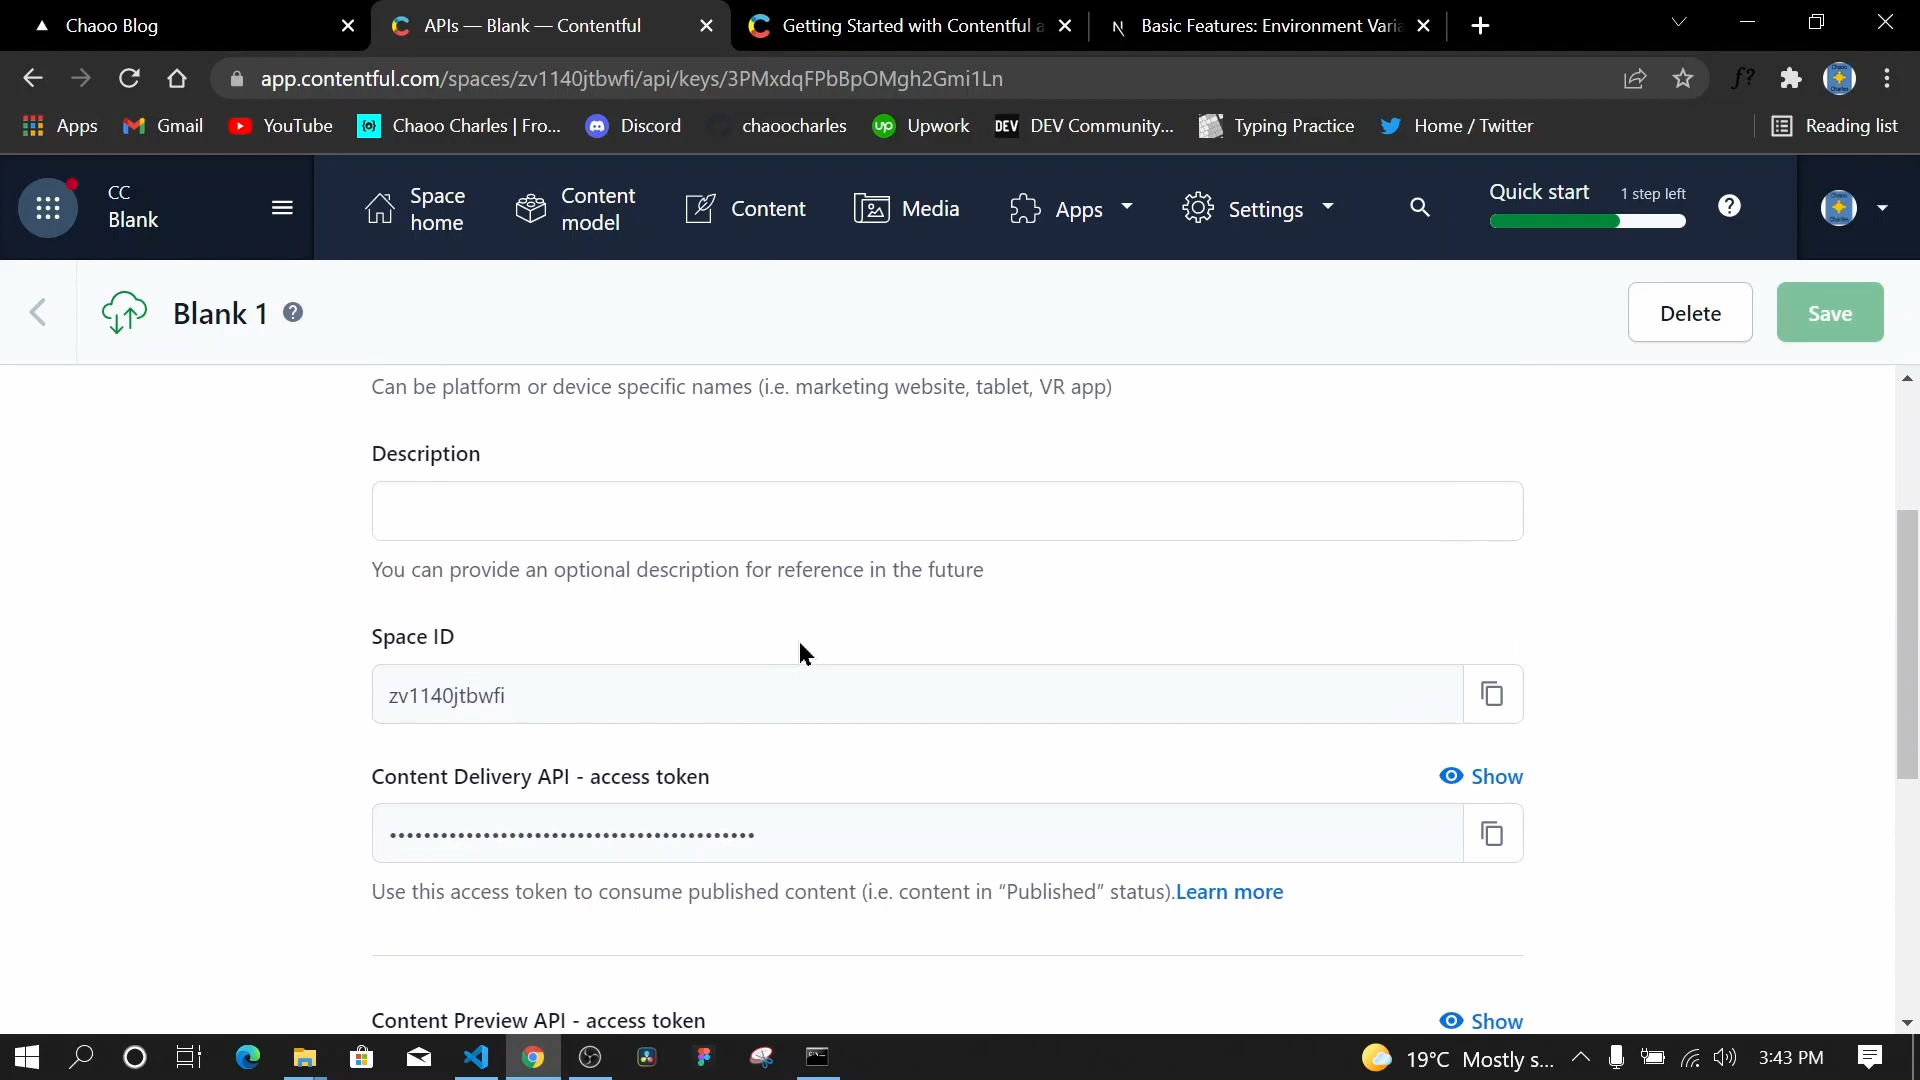 Chaoo Blog
APIs — Blank — Contentful
Getting Started with Contentful a
Basic Features: Environment Varia
app.contentful.com/spaces/zv1140jtbwfi/api/keys/3PMxdqFPbBpOMgh2Gmi1Ln
f?
Apps
Gmail
YouTube
Chaoo Charles | Fro...
Discord
chaoocharles
Upwork
DEV Community...
Typing Practice
Home / Twitter
Reading list
CC
Blank
Space home
Content model
Content
Media
Apps
Settings
Quick start
1 step left
Blank 1
Delete
Save
Can be platform or device specific names (i.e. marketing website, tablet, VR app)
Description
You can provide an optional description for reference in the future
Space ID
zv1140jtbwfi
Content Delivery API - access token
Show
Use this access token to consume published content (i.e. content in “Published” status).Learn more
Content Preview API - access token
Show
19°C Mostly s...
3:43 PM